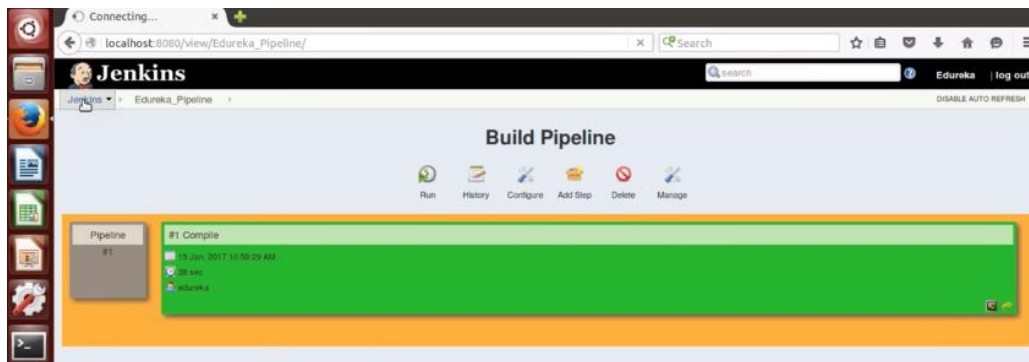 Connecting...
localhost:8080/view/Edureka_Pipeline/
Search
Jenkins
search
Edureka
| log out
Jenkins
Edureka_Pipeline
DISABLE AUTO REFRESH
Build Pipeline
Run
History
Configure
Add Step
Delete
Manage
Pipeline
#1
#1 Compile
15 Jan, 2017 10:59:29 AM
38 sec
edureka